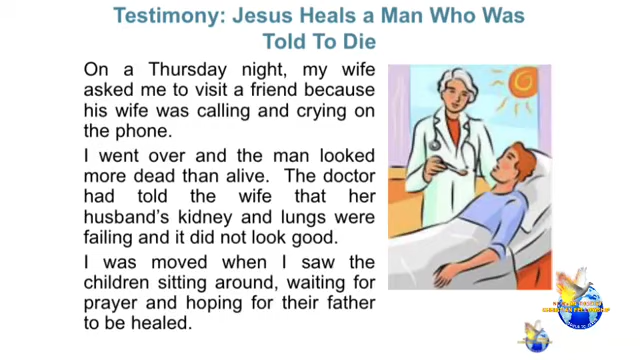 Testimony: Jesus Heals a Man Who Was
Told To Die
On a Thursday night, my wife
asked me to visit a friend because
his wife was calling and crying on
the phone.
I went over and the man looked
more dead than alive. The doctor
had told the wife that her
husband's kidney and lungs were
failing and it did not look good.
I was moved when I saw the
children sitting around, waiting for
prayer and hoping for their father
to be healed.